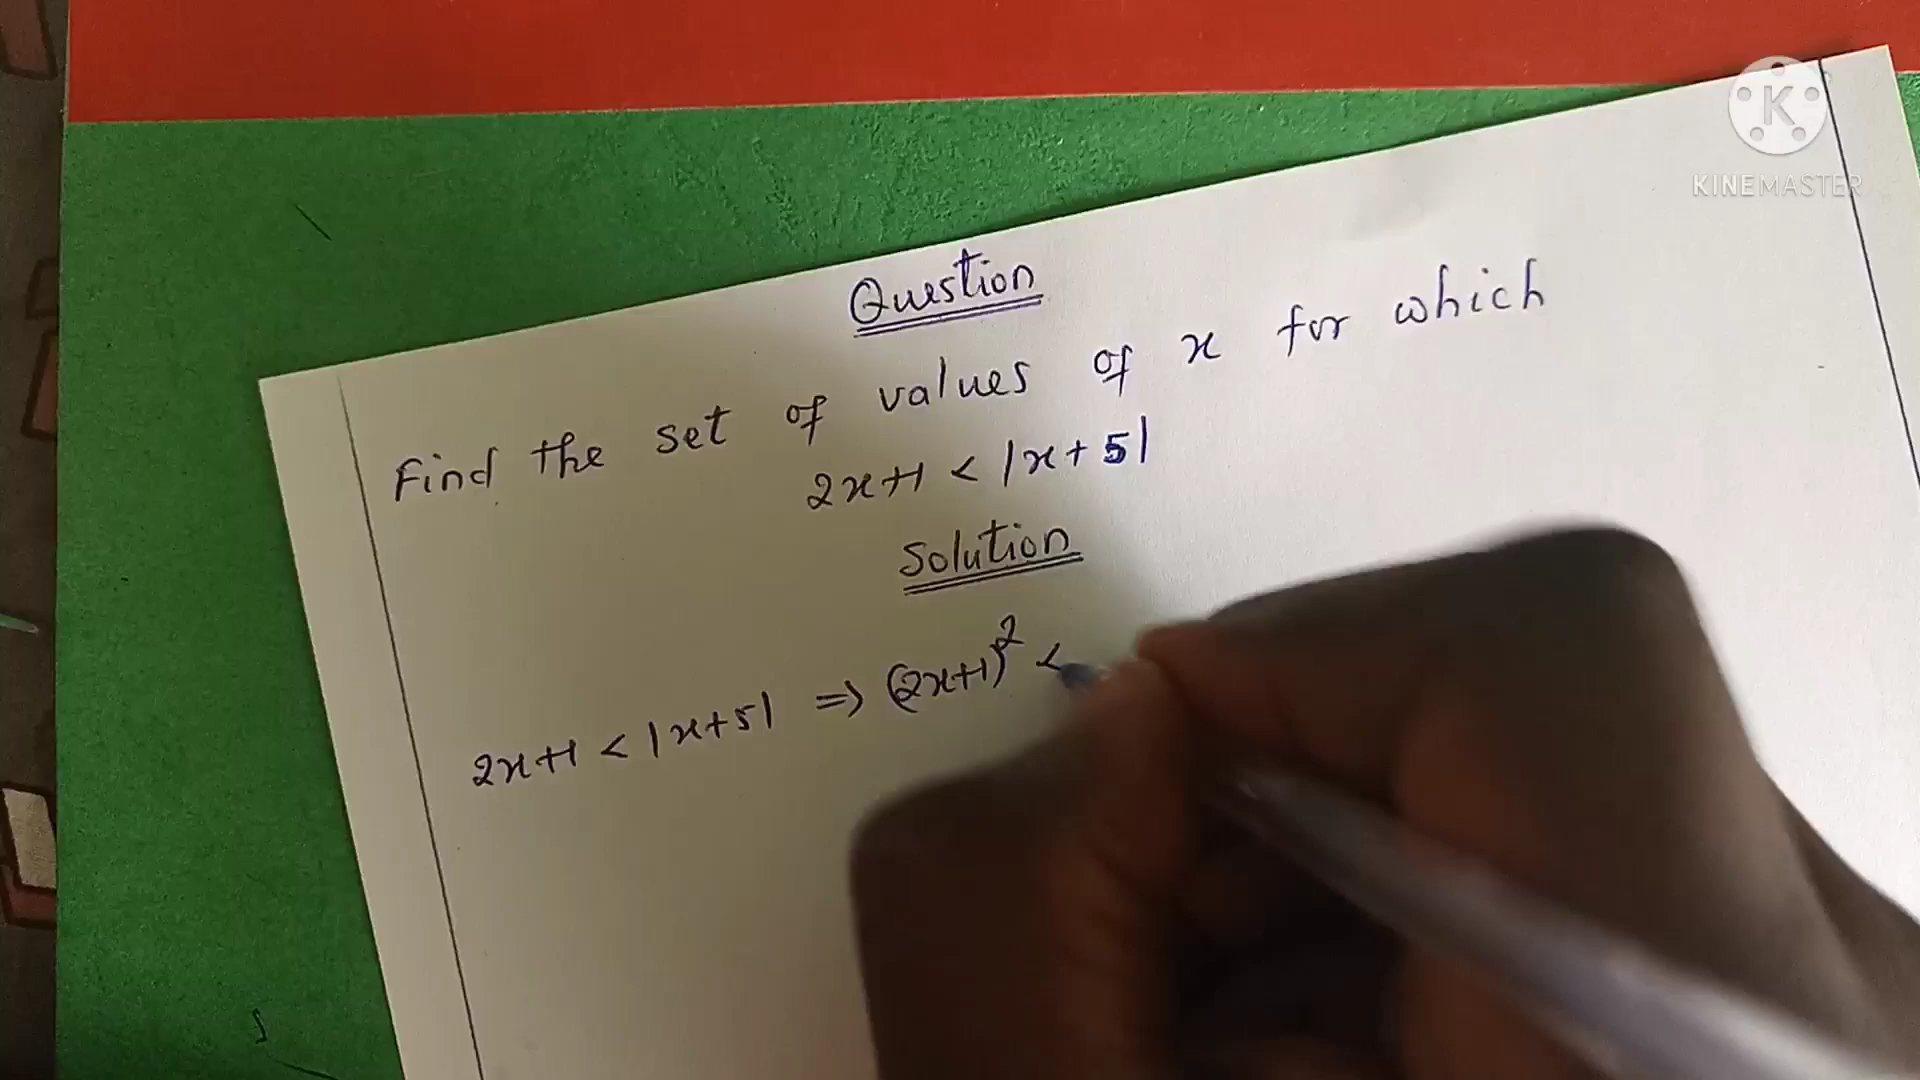 KINEMASTER
Question
Find the set of values of x for which
2x+1 < |x+5|
Solution
2x+1 < |x+5| => (2x+1)² <